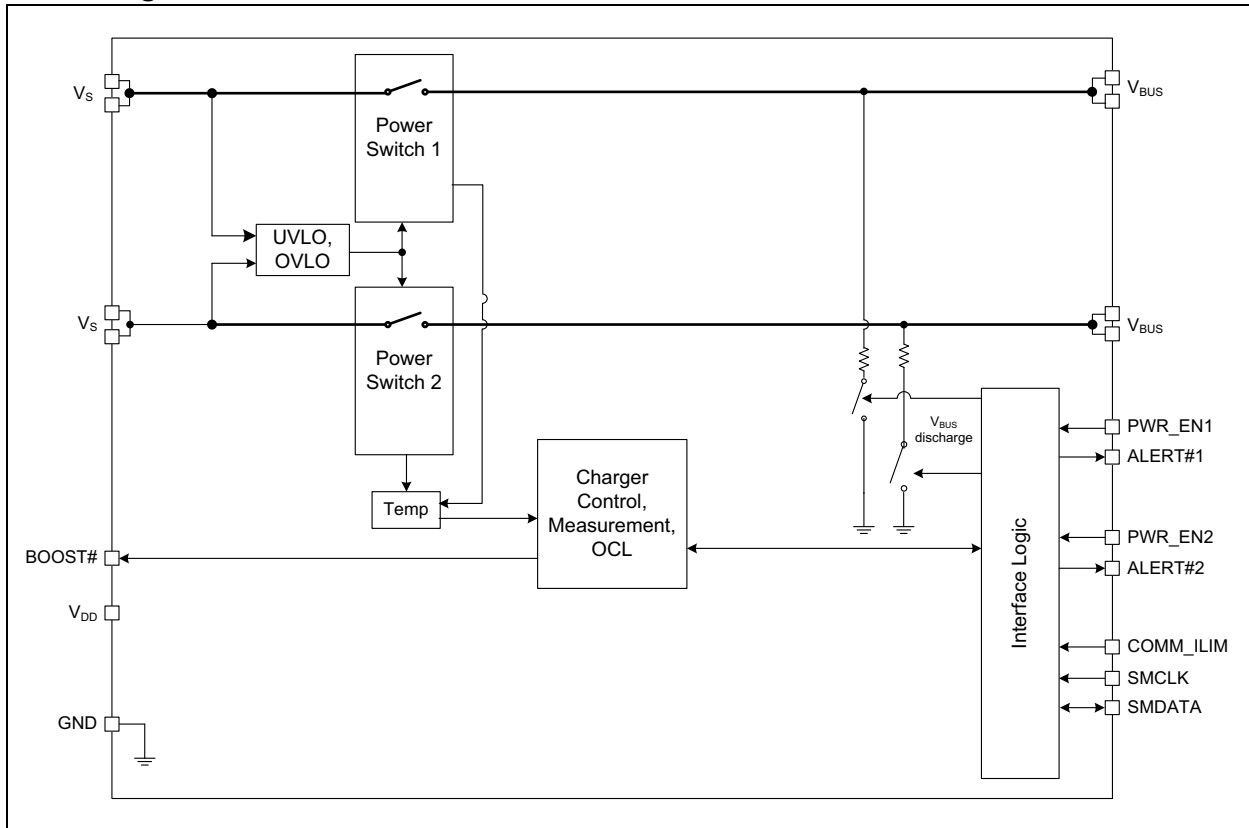 VS
VBUS
Power
Switch 1
UVLO,
OVLO
VS
VBUS
Power
Switch 2
VBUS
discharge
PWR_EN1
ALERT#1
Charger
Control,
Measurement,
OCL
Temp
Interface Logic
PWR_EN2
ALERT#2
BOOST#
VDD
COMM_ILIM
SMCLK
SMDATA
GND